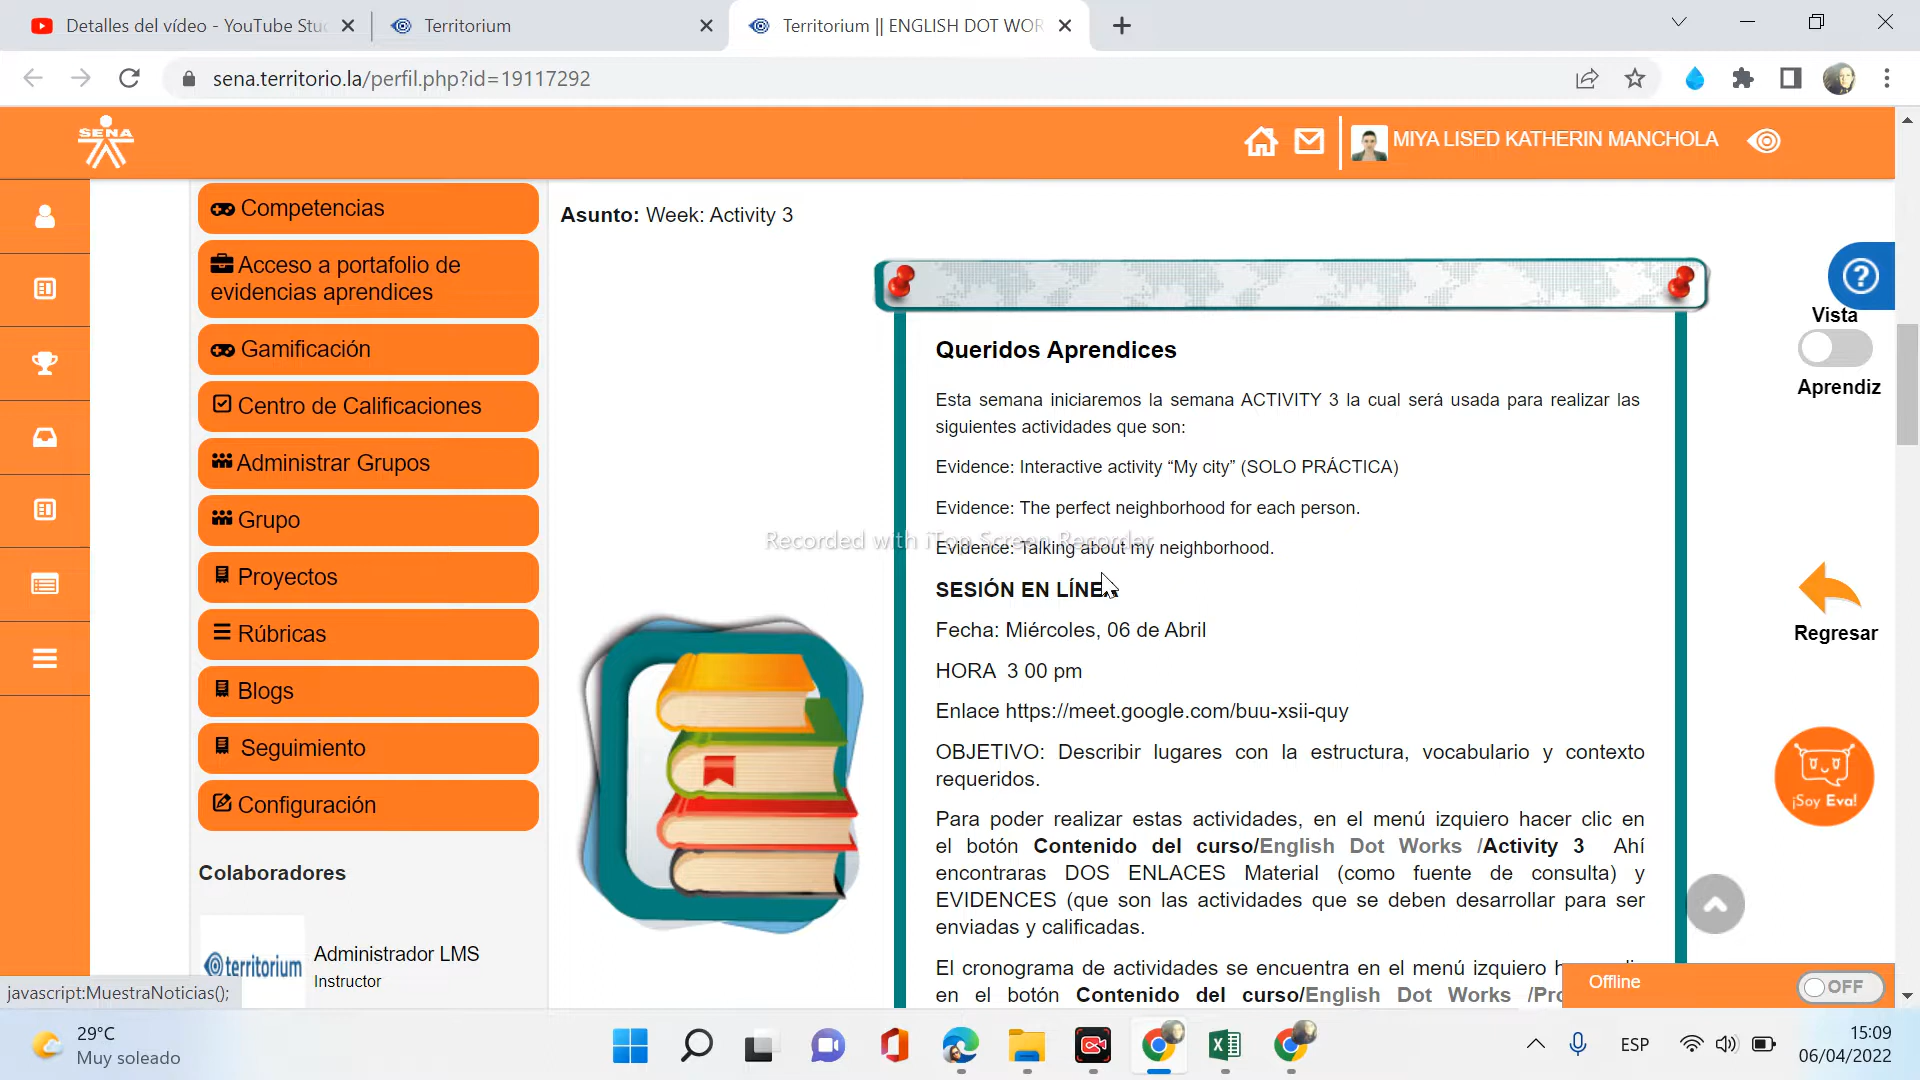 Detalles del vídeo - YouTube Stu
Territorium
Territorium || ENGLISH DOT WOR
sena.territorio.la/perfil.php?id=19117292
SENA
MIYA LISED KATHERIN MANCHOLA
Competencias
Acceso a portafolio de
evidencias aprendices
Gamificación
Centro de Calificaciones
Administrar Grupos
Grupo
Proyectos
Rúbricas
Blogs
Seguimiento
Configuración
Colaboradores
territorium
Administrador LMS
Instructor
Asunto: Week: Activity 3
Queridos Aprendices
Esta semana iniciaremos la semana ACTIVITY 3 la cual será usada para realizar las
siguientes actividades que son:
Evidence: Interactive activity “My city” (SOLO PRÁCTICA)
Evidence: The perfect neighborhood for each person.
Recorded with iTop Screen Recorder
Evidence: Talking about my neighborhood.
SESIÓN EN LÍNE
Fecha: Miércoles, 06 de Abril
HORA 3 00 pm
Enlace https://meet.google.com/buu-xsii-quy
OBJETIVO: Describir lugares con la estructura, vocabulario y contexto
requeridos.
Para poder realizar estas actividades, en el menú izquiero hacer clic en
el botón Contenido del curso/English Dot Works /Activity 3 Ahí
encontraras DOS ENLACES Material (como fuente de consulta) y
EVIDENCES (que son las actividades que se deben desarrollar para ser
enviadas y calificadas.
El cronograma de actividades se encuentra en el menú izquiero
en el botón Contenido del curso/English Dot Works /Pro
?
Vista
Aprendiz
Regresar
¡Soy Eva!
Offline
OFF
javascript:MuestraNoticias();
29°C
Muy soleado
ESP
15:09
06/04/2022